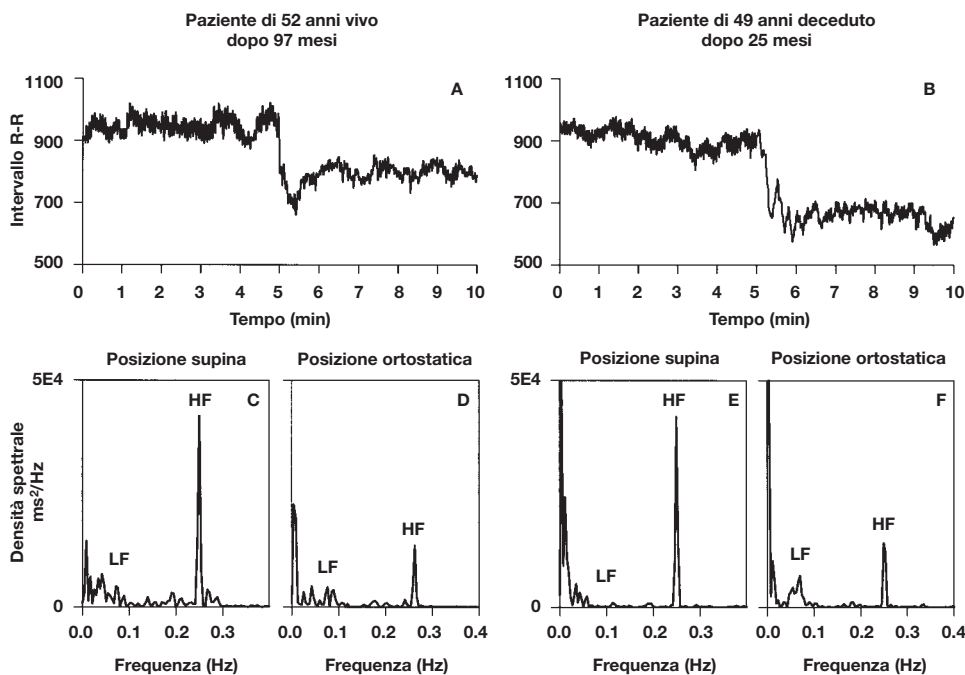 Paziente di 52 anni vivo
dopo 97 mesi
Paziente di 49 anni deceduto
dopo 25 mesi
1100
900
700
500
Intervallo R-R
A
0 1 2 3 4 5 6 7 8 9 10
Tempo (min)
1100
900
700
500
B
0 1 2 3 4 5 6 7 8 9 10
Tempo (min)
Posizione supina
Posizione ortostatica
Posizione supina
Posizione ortostatica
5E4
0
Densità spettrale
ms²/Hz
HF
C
LF
0.0 0.1 0.2 0.3
Frequenza (Hz)
D
HF
LF
0.0 0.1 0.2 0.3 0.4
Frequenza (Hz)
5E4
0
HF
E
LF
0.0 0.1 0.2 0.3
Frequenza (Hz)
F
HF
LF
0.0 0.1 0.2 0.3 0.4
Frequenza (Hz)